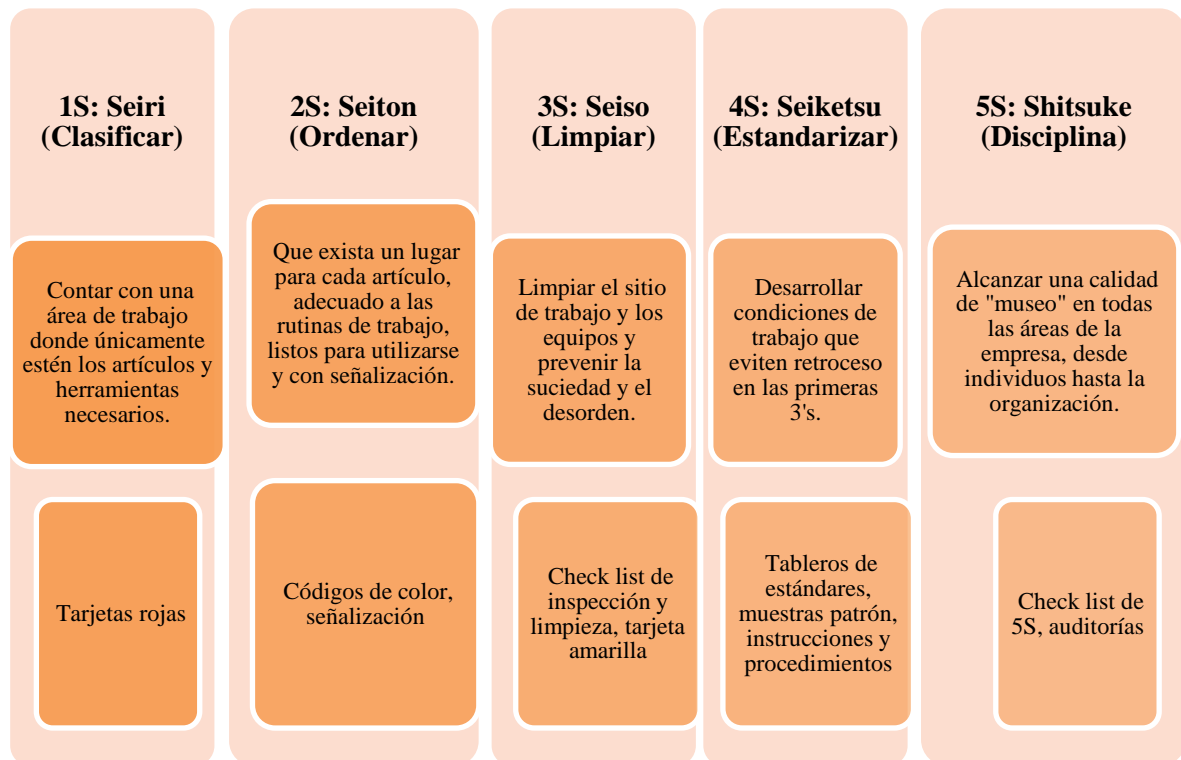 1S: Seiri
(Clasificar)
Contar con una
área de trabajo
donde únicamente
estén los artículos y
herramientas
necesarios.
Tarjetas rojas
2S: Seiton
(Ordenar)
Que exista un lugar
para cada artículo,
adecuado a las
rutinas de trabajo,
listos para utilizarse
y con señalización.
Códigos de color,
señalización
3S: Seiso
(Limpiar)
Limpiar el sitio
de trabajo y los
equipos y
prevenir la
suciedad y el
desorden.
Check list de
inspección y
limpieza, tarjeta
amarilla
4S: Seiketsu
(Estandarizar)
Desarrollar
condiciones de
trabajo que
eviten retroceso
en las primeras
3's.
Tableros de
estándares,
muestras patrón,
instrucciones y
procedimientos
5S: Shitsuke
(Disciplina)
Alcanzar una calidad
de "museo" en todas
las áreas de la
empresa, desde
individuos hasta la
organización.
Check list de
5S, auditorías